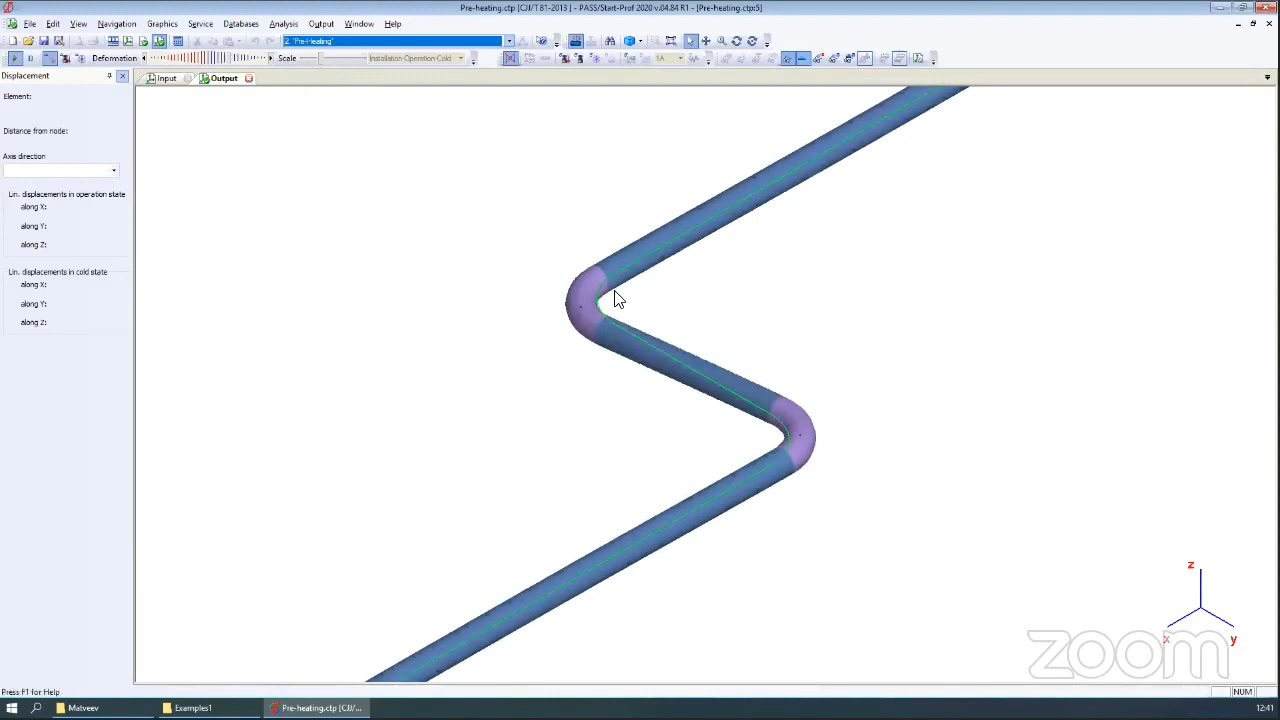 Pre-heating.ctp [CJJ/T 81-2013 ] - PASS/Start-Prof 2020 v.04.84 R1 - [Pre-heating.ctp:5]
File Edit View Navigation Graphics Service Databases Analysis Output Window Help
2. "Pre-Heating"
Deformation Scale Installation-Operation-Cold 1A
Displacement
Input Output
Element:
Distance from node:
Axis direction
Lin. displacements in operation state
along X:
along Y:
along Z:
Lin. displacements in cold state
along X:
along Y:
along Z:
z
x
y
zoom
Press F1 for Help
NUM
Matveev Examples1 Pre-heating.ctp [CJJ/... 12:41